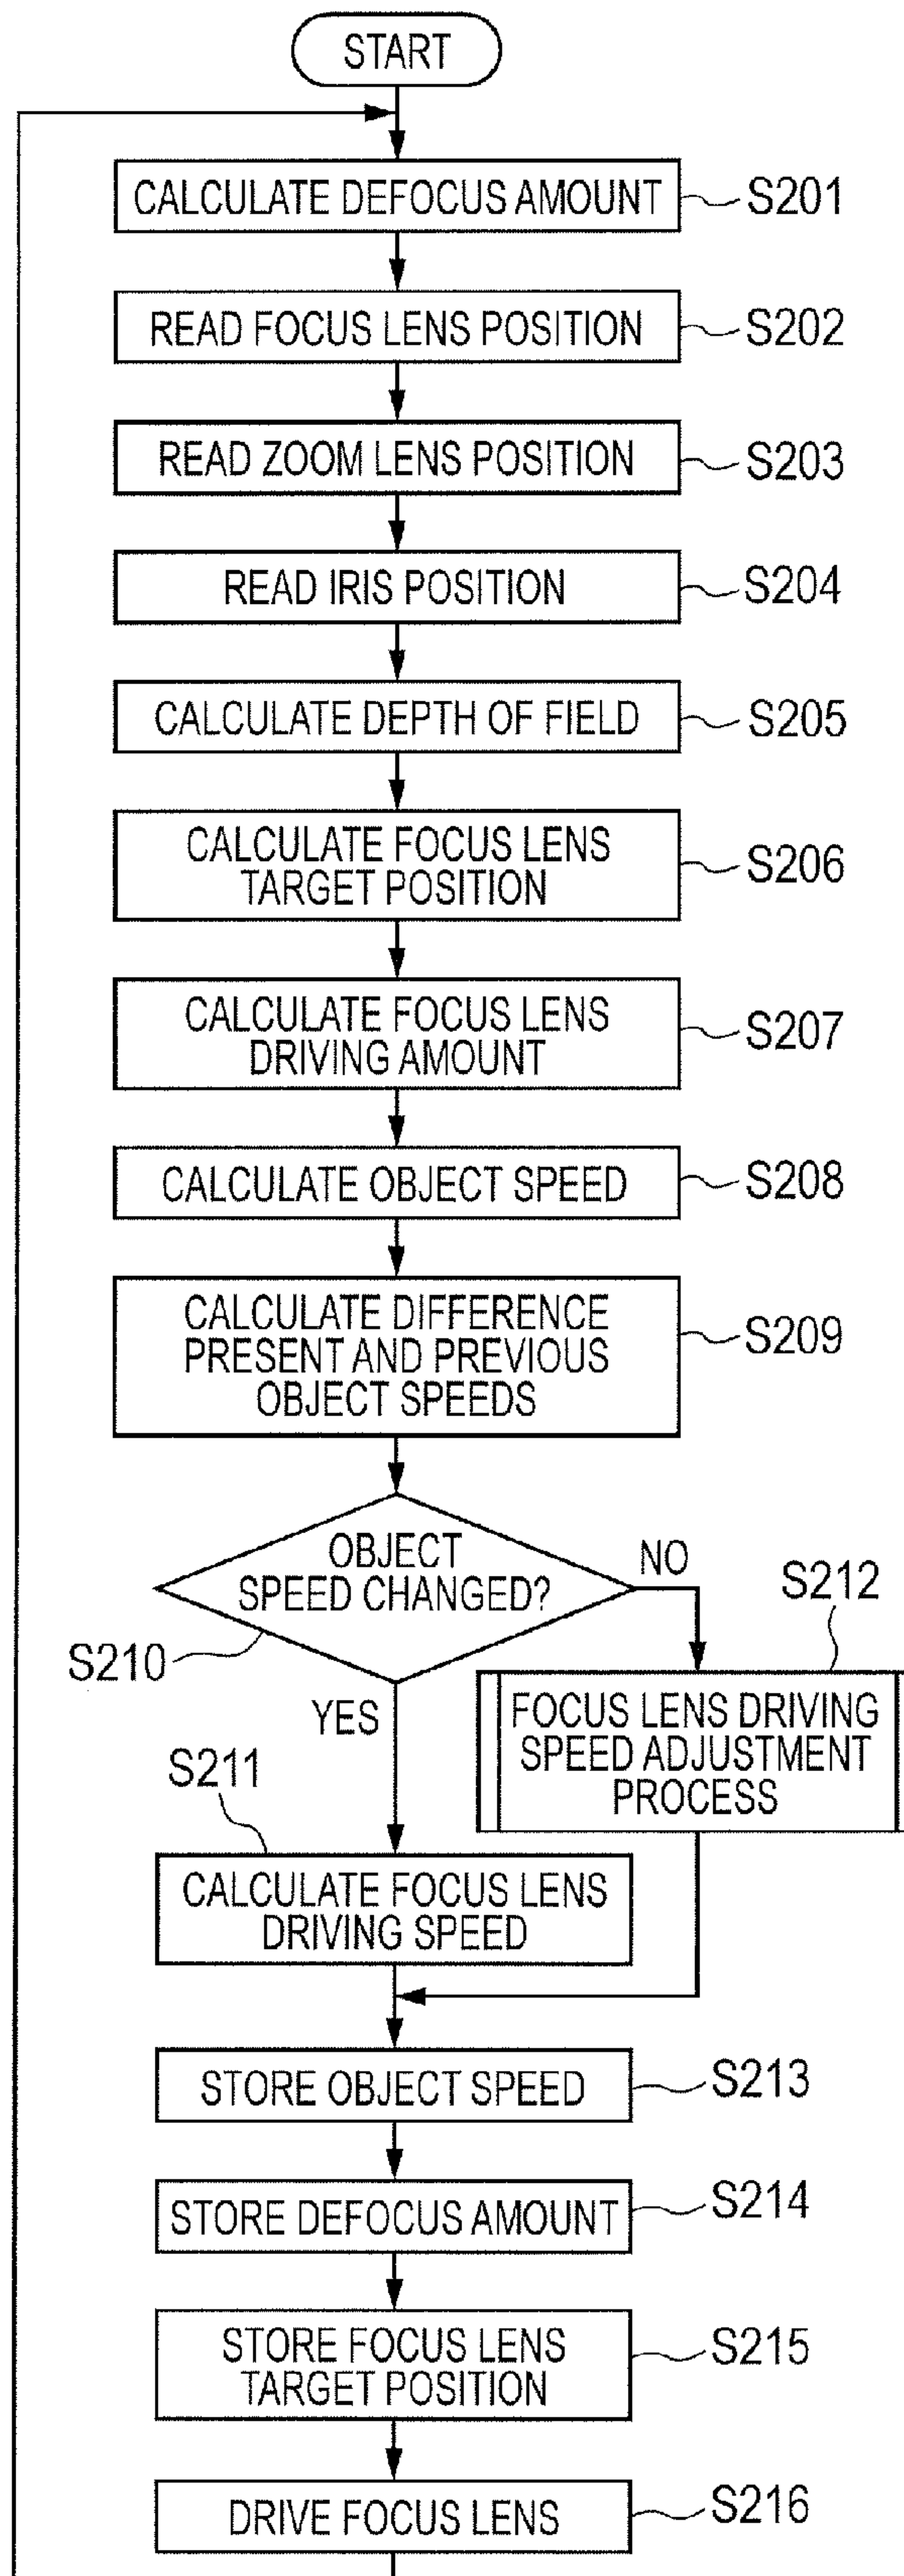 START
CALCULATE DEFOCUS AMOUNT
S201
READ FOCUS LENS POSITION
S202
READ ZOOM LENS POSITION
S203
READ IRIS POSITION
S204
CALCULATE DEPTH OF FIELD
S205
CALCULATE FOCUS LENS
TARGET POSITION
S206
CALCULATE FOCUS LENS
DRIVING AMOUNT
S207
CALCULATE OBJECT SPEED
S208
CALCULATE DIFFERENCE
PRESENT AND PREVIOUS
OBJECT SPEEDS
S209
OBJECT
SPEED CHANGED?
NO
S210
YES
S212
FOCUS LENS DRIVING
SPEED ADJUSTMENT
PROCESS
S211
CALCULATE FOCUS LENS
DRIVING SPEED
STORE OBJECT SPEED
S213
STORE DEFOCUS AMOUNT
S214
STORE FOCUS LENS
TARGET POSITION
S215
DRIVE FOCUS LENS
S216